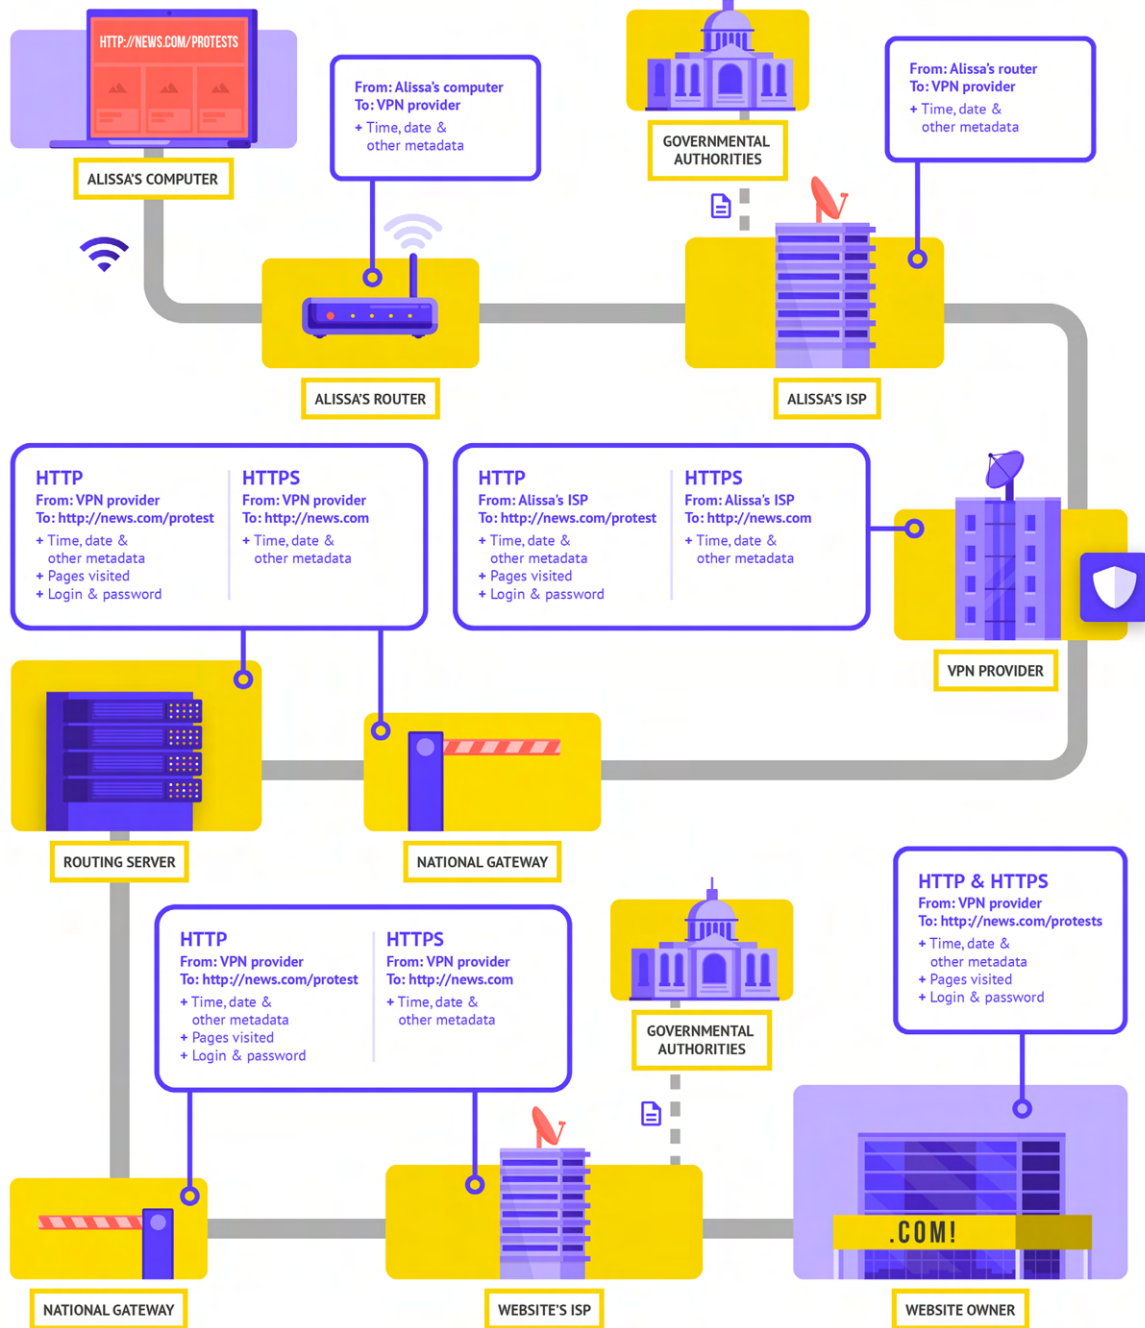 HTTP://NEWS.COM/PROTESTS
ALISSA'S COMPUTER
From: Alissa's computer
To: VPN provider
+ Time, date &
other metadata
GOVERNMENTAL
AUTHORITIES
From: Alissa's router
To: VPN provider
+ Time, date &
other metadata
ALISSA'S ROUTER
ALISSA'S ISP
HTTP
From: VPN provider
To: http://news.com/protest
+ Time, date &
other metadata
+ Pages visited
+ Login & password
HTTPS
From: VPN provider
To: http://news.com
+ Time, date &
other metadata
HTTP
From: Alissa's ISP
To: http://news.com/protest
+ Time, date &
other metadata
+ Pages visited
+ Login & password
HTTPS
From: Alissa's ISP
To: http://news.com
+ Time, date &
other metadata
VPN PROVIDER
ROUTING SERVER
NATIONAL GATEWAY
HTTP
From: VPN provider
To: http://news.com/protest
+ Time, date &
other metadata
+ Pages visited
+ Login & password
HTTPS
From: VPN provider
To: http://news.com
+ Time, date &
other metadata
GOVERNMENTAL
AUTHORITIES
HTTP & HTTPS
From: VPN provider
To: http://news.com/protests
+ Time, date &
other metadata
+ Pages visited
+ Login & password
.COM!
NATIONAL GATEWAY
WEBSITE'S ISP
WEBSITE OWNER